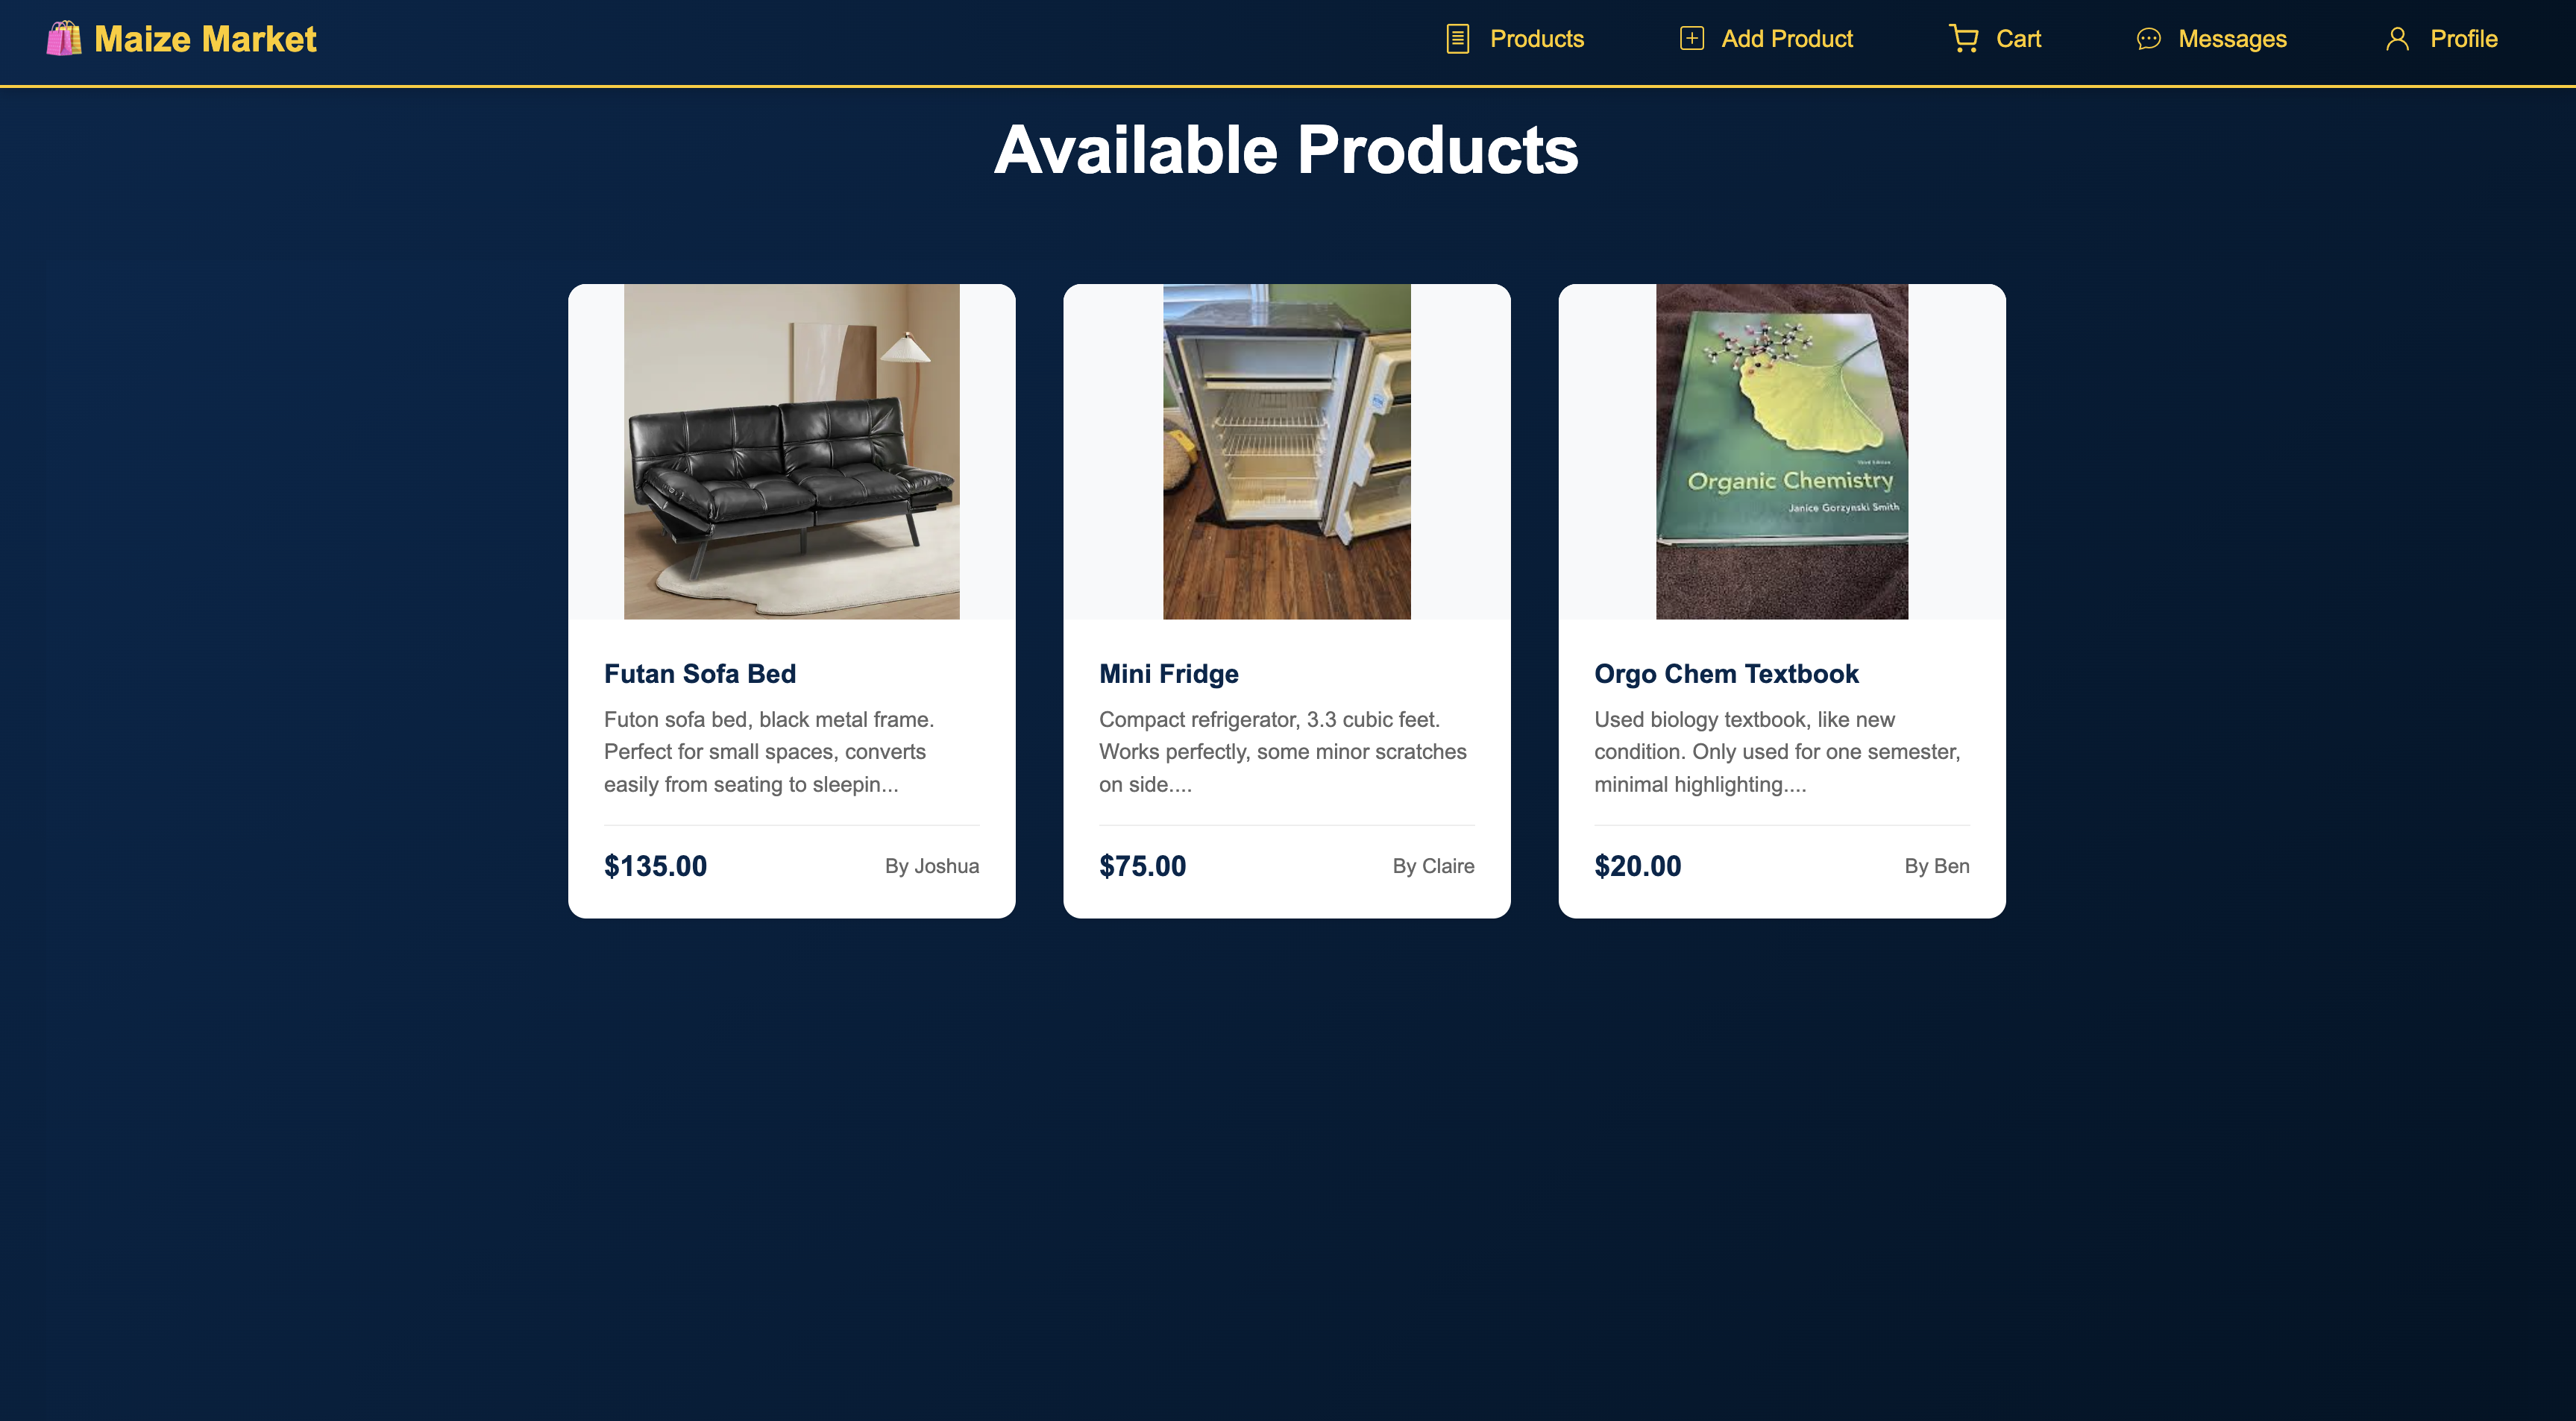 Maize Market
Products
Add Product
Cart
Messages
Profile
Available Products
Third Edition
Organic Chemistry
Janice Gorzynski Smith
Futan Sofa Bed
Futon sofa bed, black metal frame.
Perfect for small spaces, converts
easily from seating to sleepin...
$135.00
By Joshua
Mini Fridge
Compact refrigerator, 3.3 cubic feet.
Works perfectly, some minor scratches
on side....
$75.00
By Claire
Orgo Chem Textbook
Used biology textbook, like new
condition. Only used for one semester,
minimal highlighting....
$20.00
By Ben